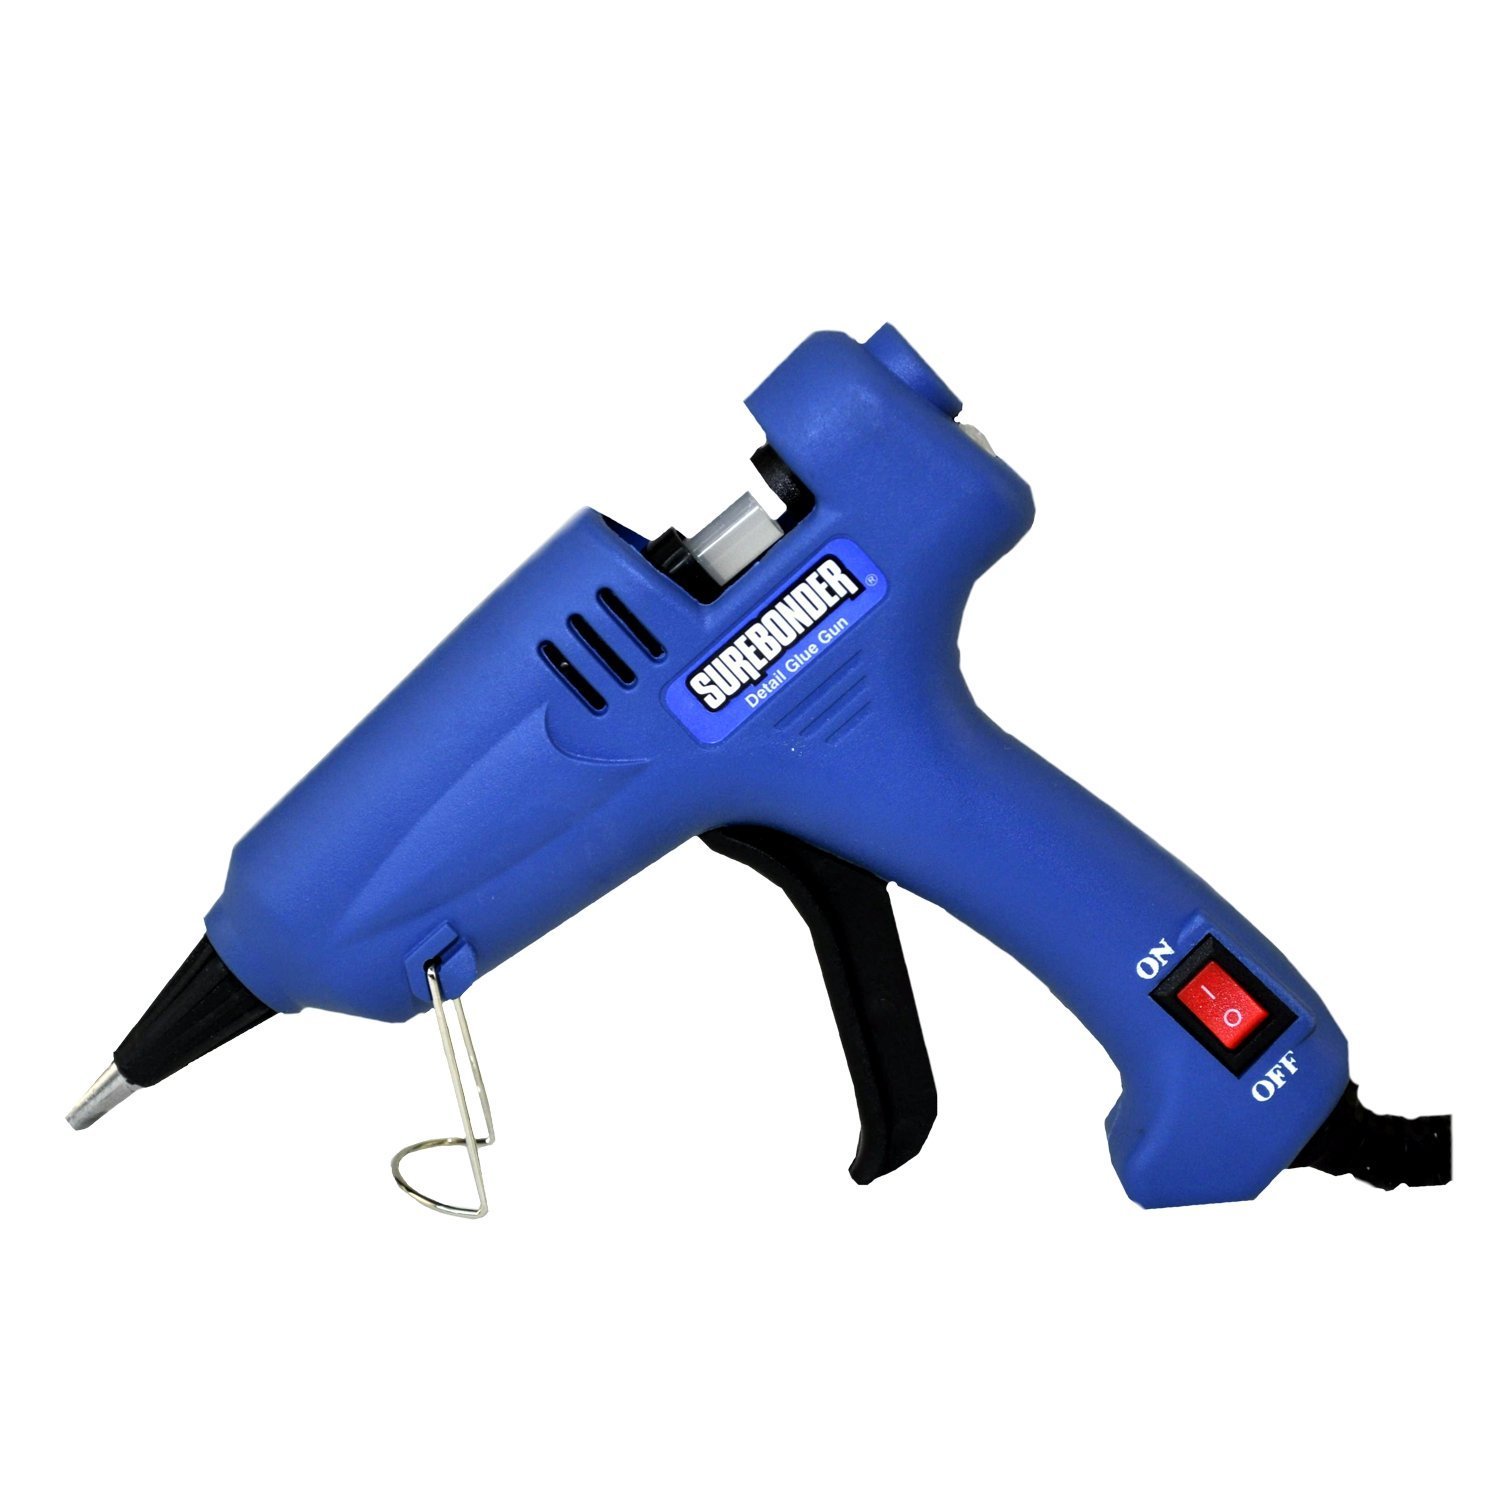 SUREBONDER ®
Detail Glue Gun
ON
I
O
OFF